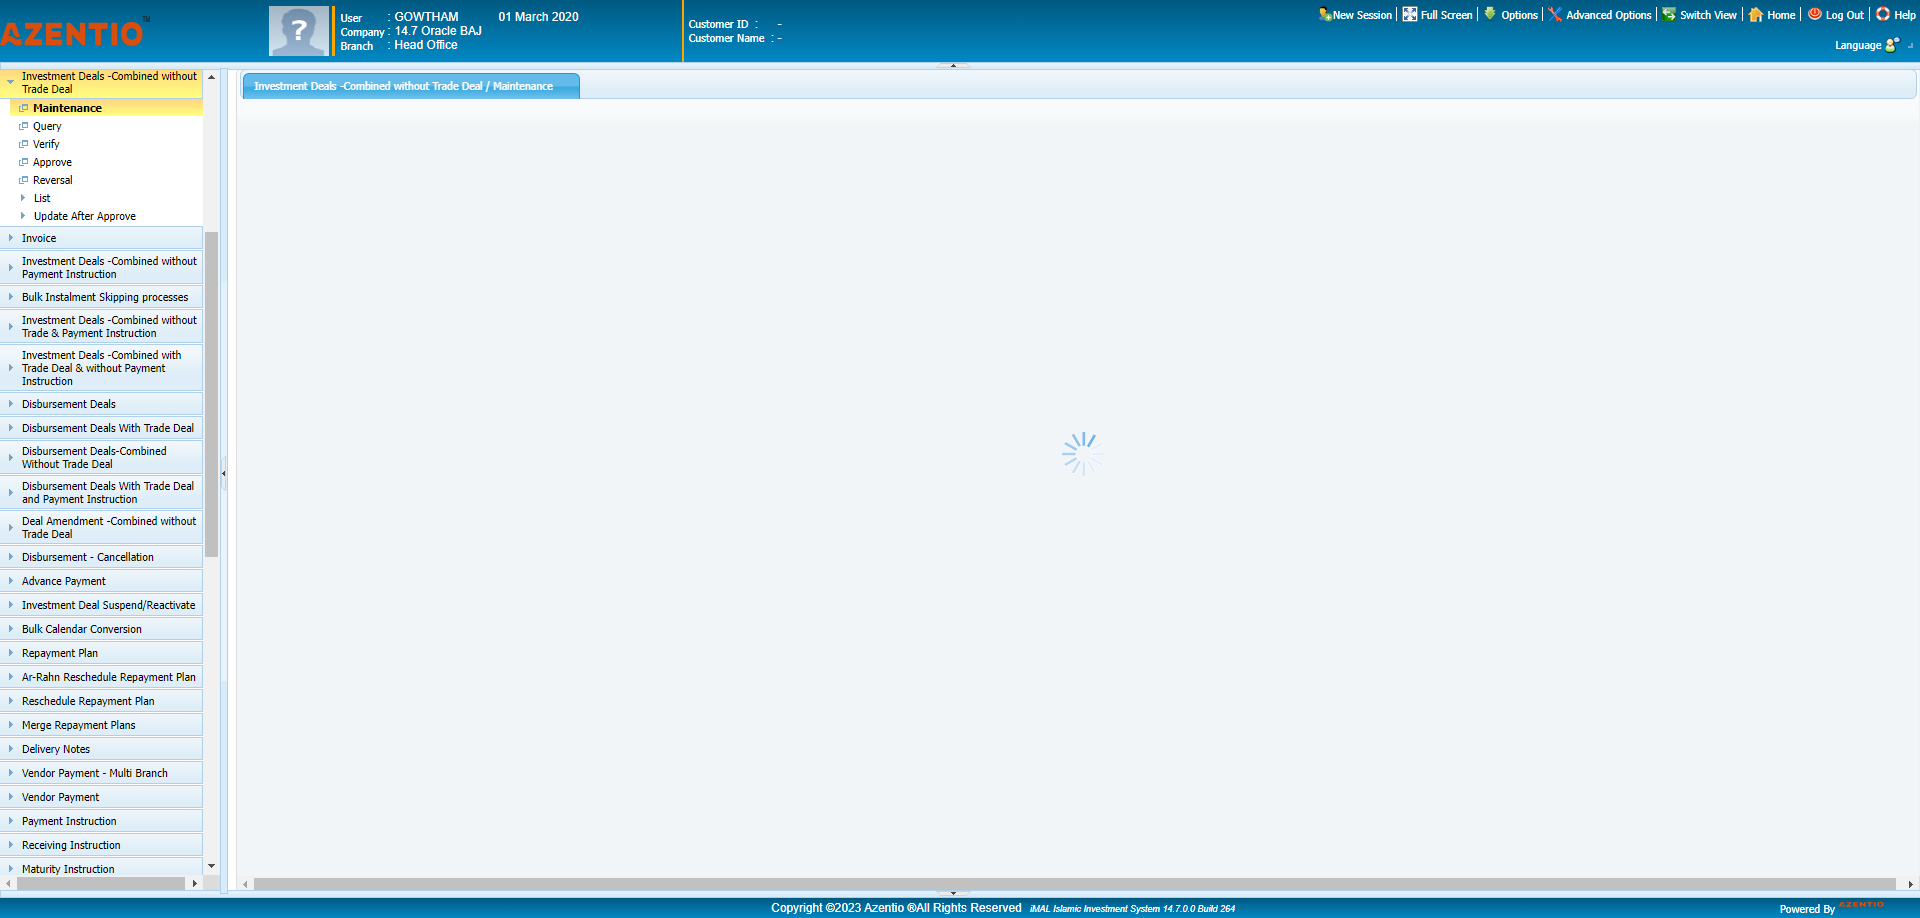 AZENTIO™
User : GOWTHAM 01 March 2020
Company : 14.7 Oracle BAJ
Branch : Head Office
Customer ID : -
Customer Name : -
New Session | Full Screen | Options | Advanced Options | Switch View | Home | Log Out | Help
Language
Investment Deals -Combined without
Trade Deal
Maintenance
Query
Verify
Approve
Reversal
List
Update After Approve
Invoice
Investment Deals -Combined without
Payment Instruction
Bulk Instalment Skipping processes
Investment Deals -Combined without
Trade & Payment Instruction
Investment Deals -Combined with
Trade Deal & without Payment
Instruction
Disbursement Deals
Disbursement Deals With Trade Deal
Disbursement Deals-Combined
Without Trade Deal
Disbursement Deals With Trade Deal
and Payment Instruction
Deal Amendment -Combined without
Trade Deal
Disbursement - Cancellation
Advance Payment
Investment Deal Suspend/Reactivate
Bulk Calendar Conversion
Repayment Plan
Ar-Rahn Reschedule Repayment Plan
Reschedule Repayment Plan
Merge Repayment Plans
Delivery Notes
Vendor Payment - Multi Branch
Vendor Payment
Payment Instruction
Receiving Instruction
Maturity Instruction
Investment Deals -Combined without Trade Deal / Maintenance
Copyright ©2023 Azentio ®All Rights Reserved iMAL Islamic Investment System 14.7.0.0 Build 264
Powered By AZENTIO